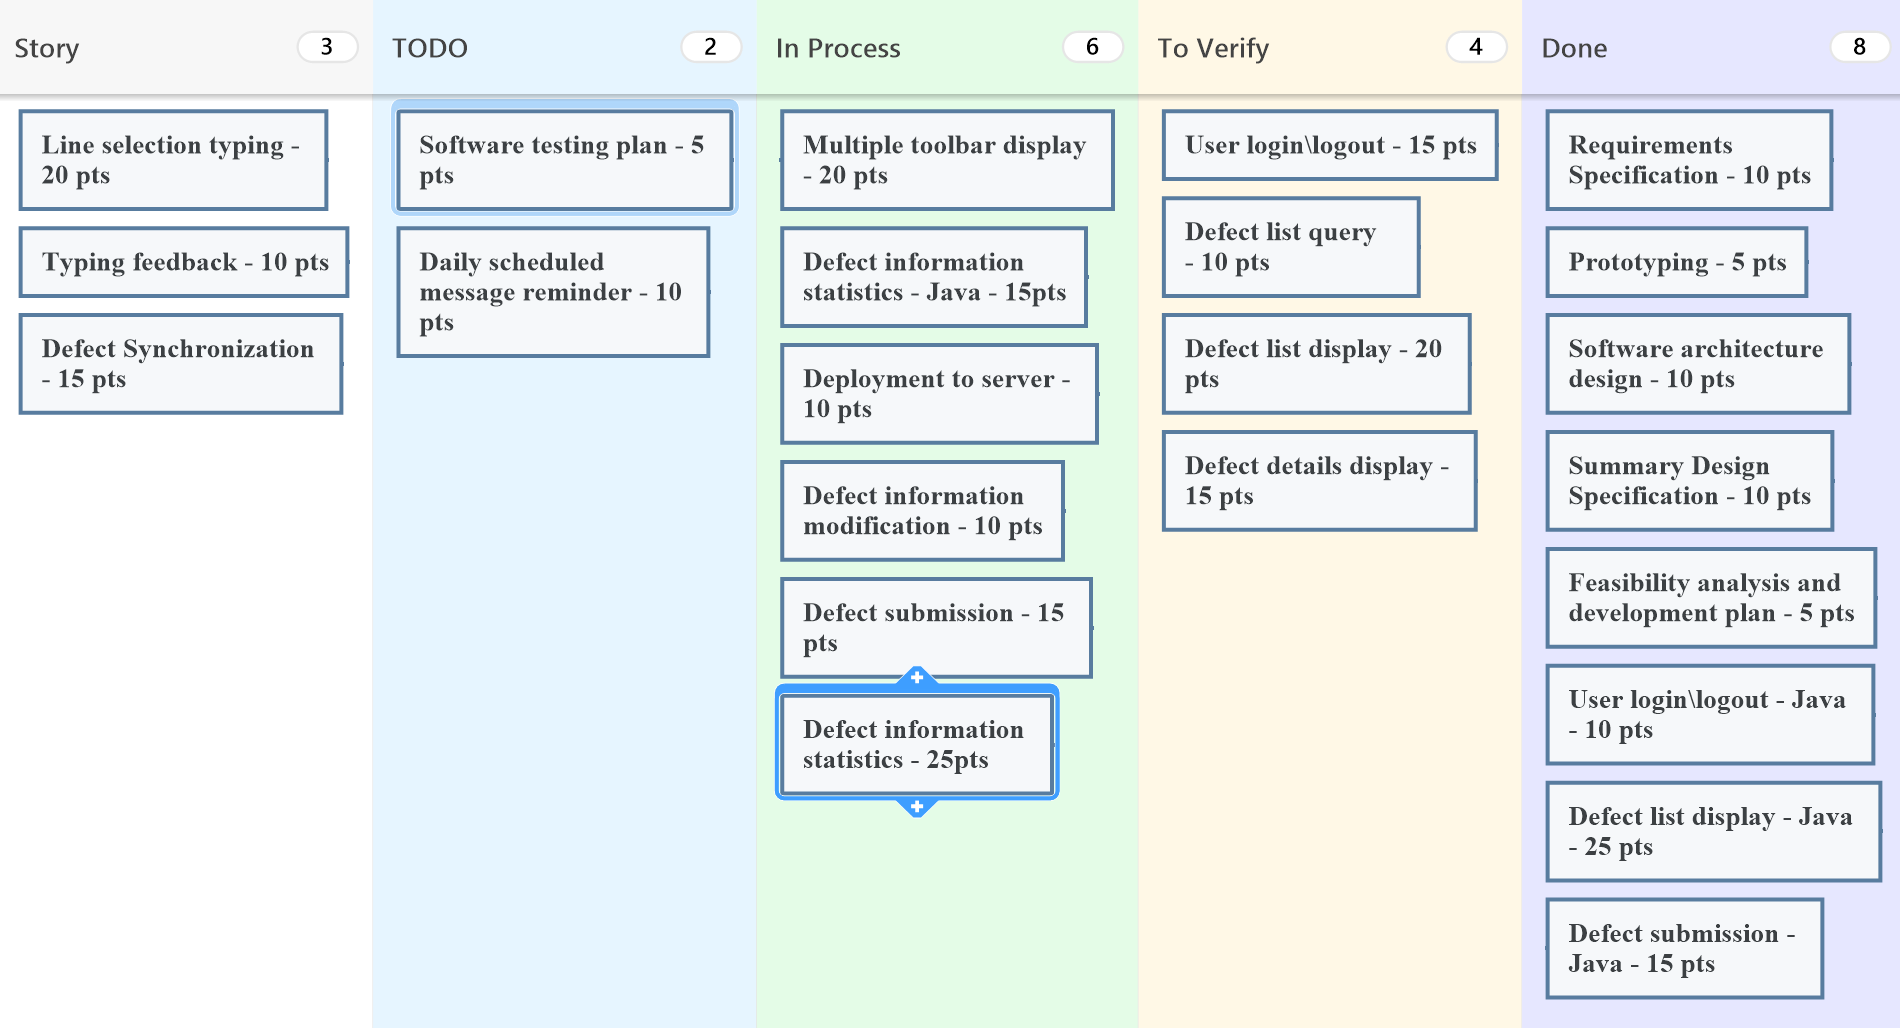 Story 3
Line selection typing -
20 pts
Typing feedback - 10 pts
Defect Synchronization
- 15 pts
TODO 2
Software testing plan - 5
pts
Daily scheduled
message reminder - 10
pts
In Process 6
Multiple toolbar display
- 20 pts
Defect information
statistics - Java - 15pts
Deployment to server -
10 pts
Defect information
modification - 10 pts
Defect submission - 15
pts
Defect information
statistics - 25pts
To Verify 4
User login\logout - 15 pts
Defect list query
- 10 pts
Defect list display - 20
pts
Defect details display -
15 pts
Done 8
Requirements
Specification - 10 pts
Prototyping - 5 pts
Software architecture
design - 10 pts
Summary Design
Specification - 10 pts
Feasibility analysis and
development plan - 5 pts
User login\logout - Java
- 10 pts
Defect list display - Java
- 25 pts
Defect submission -
Java - 15 pts